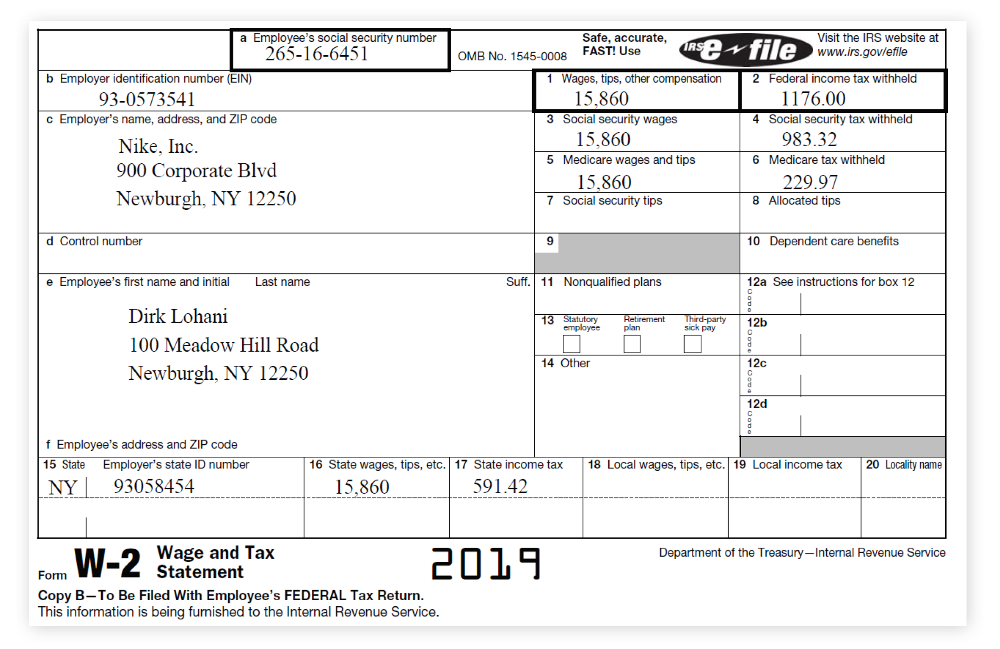 a Employee's social security number
265-16-6451
OMB No. 1545-0008
Safe, accurate,
FAST! Use
IRS e-file
Visit the IRS website at
www.irs.gov/efile
b Employer identification number (EIN)
93-0573541
1 Wages, tips, other compensation
15,860
2 Federal income tax withheld
1176.00
c Employer's name, address, and ZIP code
Nike, Inc.
900 Corporate Blvd
Newburgh, NY 12250
3 Social security wages
15,860
4 Social security tax withheld
983.32
5 Medicare wages and tips
15,860
6 Medicare tax withheld
229.97
7 Social security tips
8 Allocated tips
d Control number
9
10 Dependent care benefits
e Employee's first name and initial Last name Suff.
Dirk Lohani
100 Meadow Hill Road
Newburgh, NY 12250
f Employee's address and ZIP code
11 Nonqualified plans
12a See instructions for box 12
Code
13 Statutory employee Retirement plan Third-party sick pay
12b
Code
14 Other
12c
Code
12d
Code
15 State Employer's state ID number
NY 93058454
16 State wages, tips, etc.
15,860
17 State income tax
591.42
18 Local wages, tips, etc.
19 Local income tax
20 Locality name
Form W-2 Wage and Tax
Statement
2019
Department of the Treasury—Internal Revenue Service
Copy B—To Be Filed With Employee's FEDERAL Tax Return.
This information is being furnished to the Internal Revenue Service.